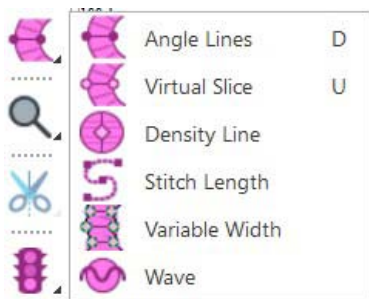 Angle Lines D
Virtual Slice U
Density Line
Stitch Length
Variable Width
Wave